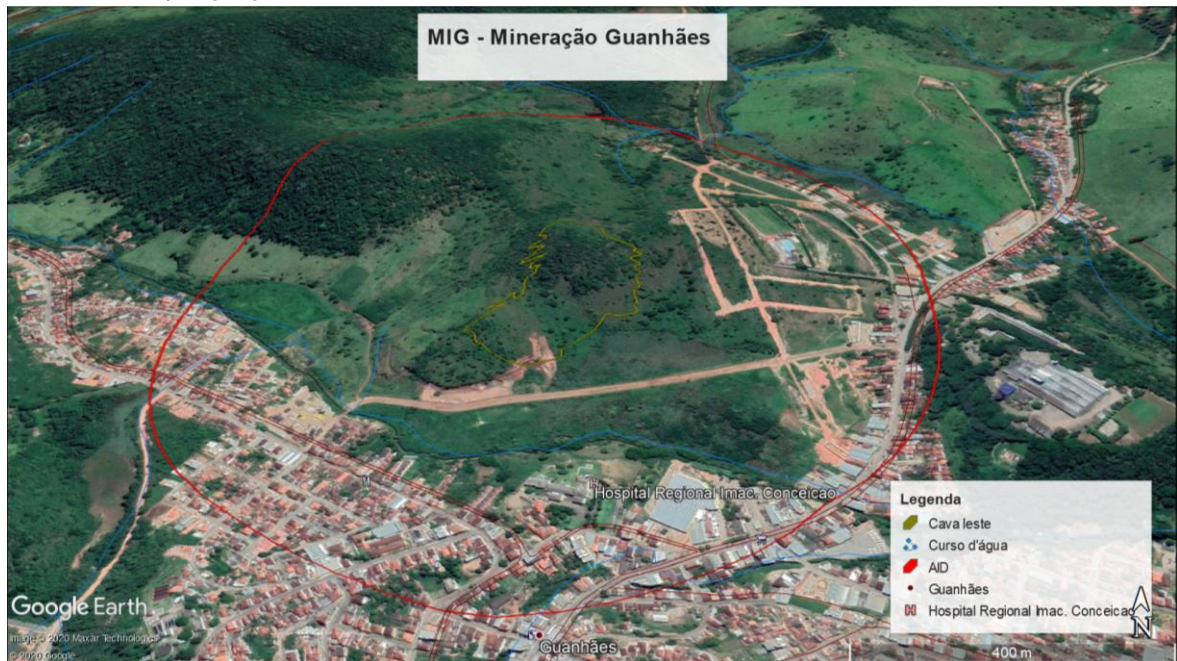 MIG - Mineração Guanhães
Hospital Regional Imac. Conceicao
Legenda
Cava leste
Curso d'água
AID
Guanhães
H Hospital Regional Imac. Conceicao
N
Google Earth
Image © 2020 Maxar Technologies
© 2020 Google
Guanhães
400 m